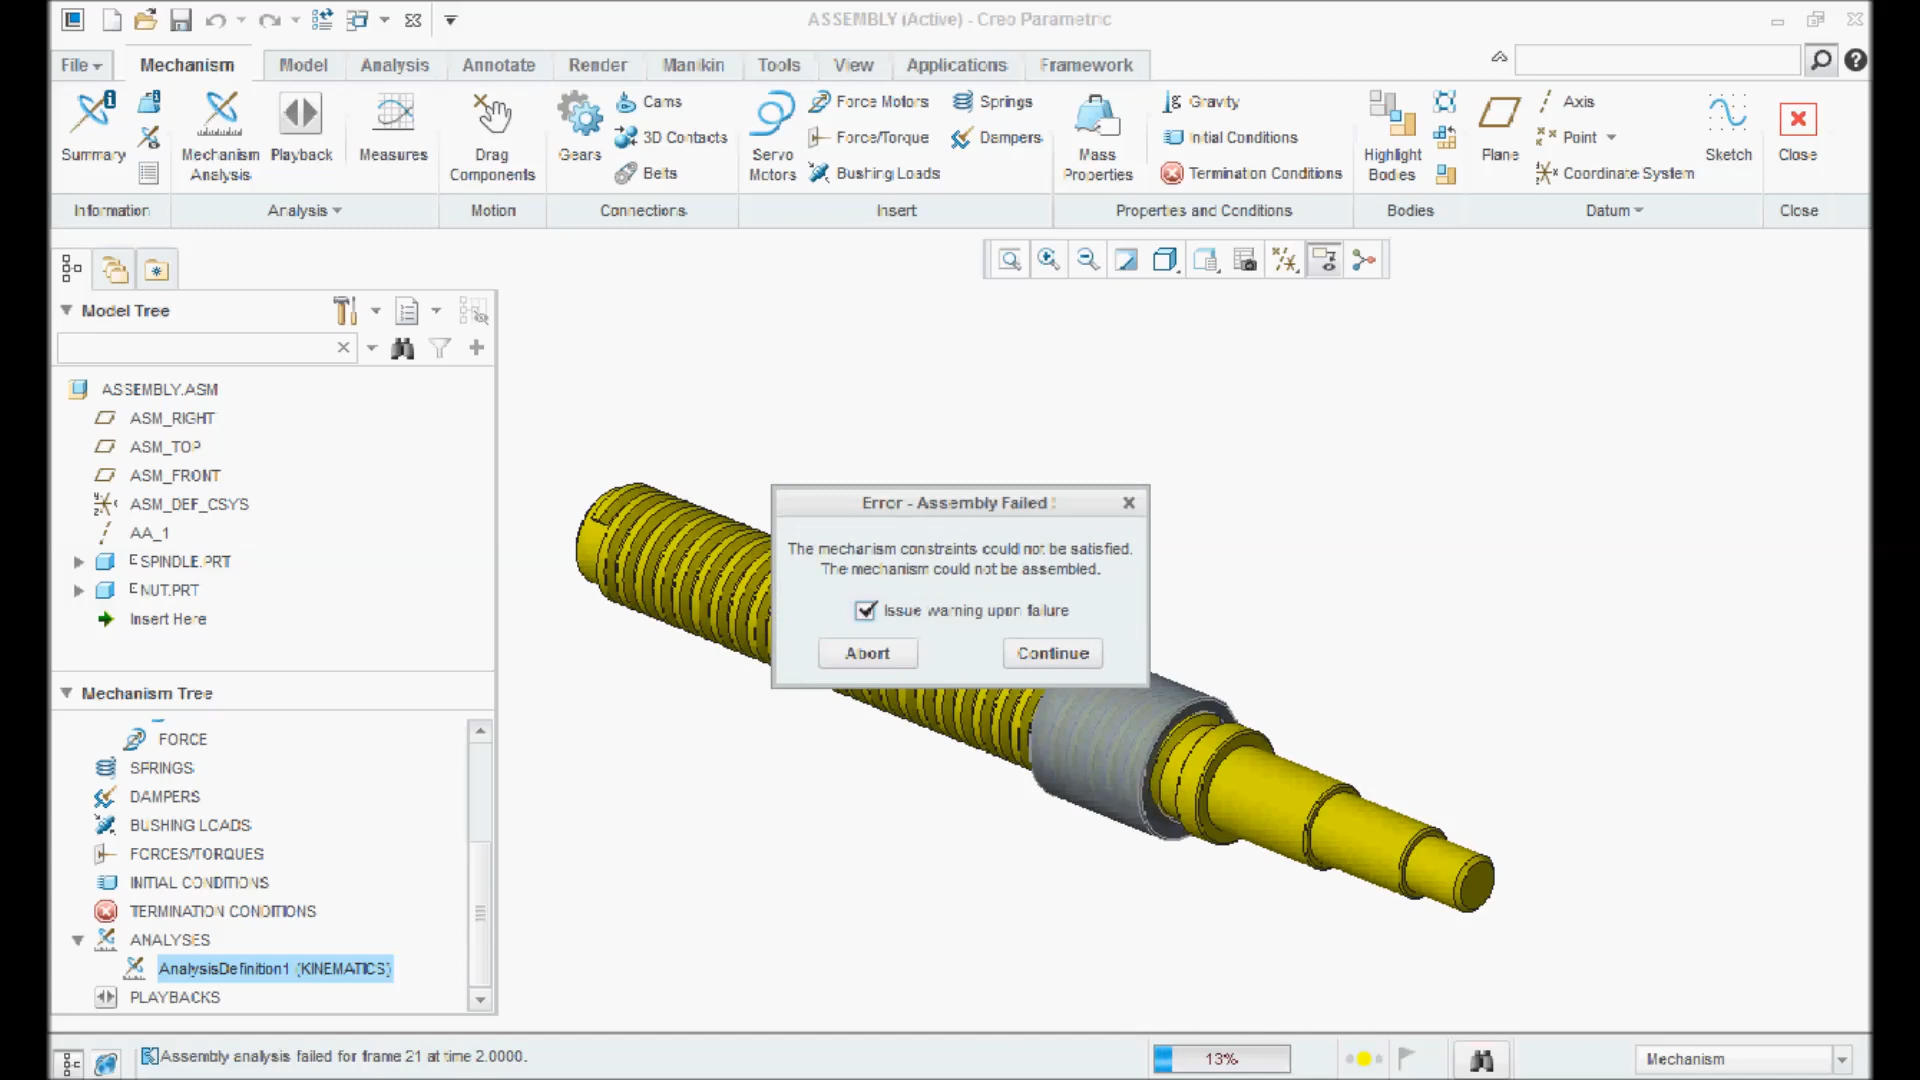 ASSEMBLY (Active) - Creo Parametric
File Mechanism Model Analysis Annotate Render Manikin Tools View Applications Framework
Summary
Mechanism Analysis
Playback
Measures
Drag Components
Gears
Cams
3D Contacts
Belts
Servo Motors
Force Motors
Force/Torque
Bushing Loads
Springs
Dampers
Mass Properties
Gravity
Initial Conditions
Termination Conditions
Highlight Bodies
Plane
Axis
Point
Coordinate System
Sketch
Close
Information Analysis Motion Connections Insert Properties and Conditions Bodies Datum Close
Model Tree
ASSEMBLY.ASM
ASM_RIGHT
ASM_TOP
ASM_FRONT
ASM_DEF_CSYS
AA_1
SPINDLE.PRT
NUT.PRT
Insert Here
Mechanism Tree
FORCE
SPRINGS
DAMPERS
BUSHING LOADS
FORCES/TORQUES
INITIAL CONDITIONS
TERMINATION CONDITIONS
ANALYSES
AnalysisDefinition1 (KINEMATICS)
PLAYBACKS
Error - Assembly Failed !
The mechanism constraints could not be satisfied.
The mechanism could not be assembled.
Issue warning upon failure
Abort Continue
Assembly analysis failed for frame 21 at time 2.0000.
13%
Mechanism